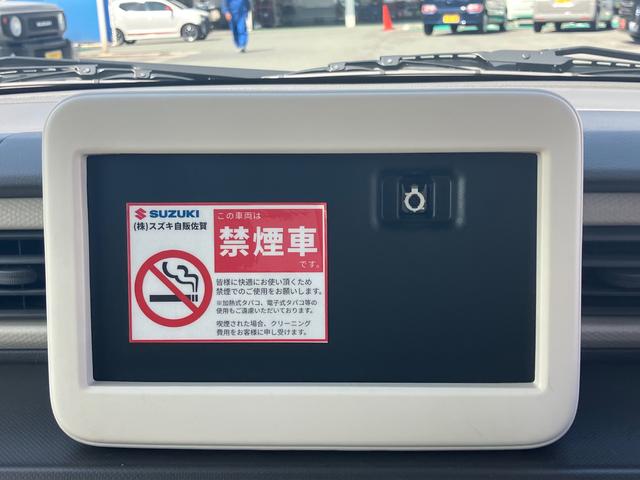 SUZUKI
(株)スズキ自販佐賀
この車両は
禁煙車
です。
皆様に快適にお使い頂くため
禁煙でのご使用をお願いします。
※加熱式タバコ、電子式タバコ等の
使用もご遠慮いただいております。
喫煙された場合、クリーニング
費用をお客様に申し受けます。